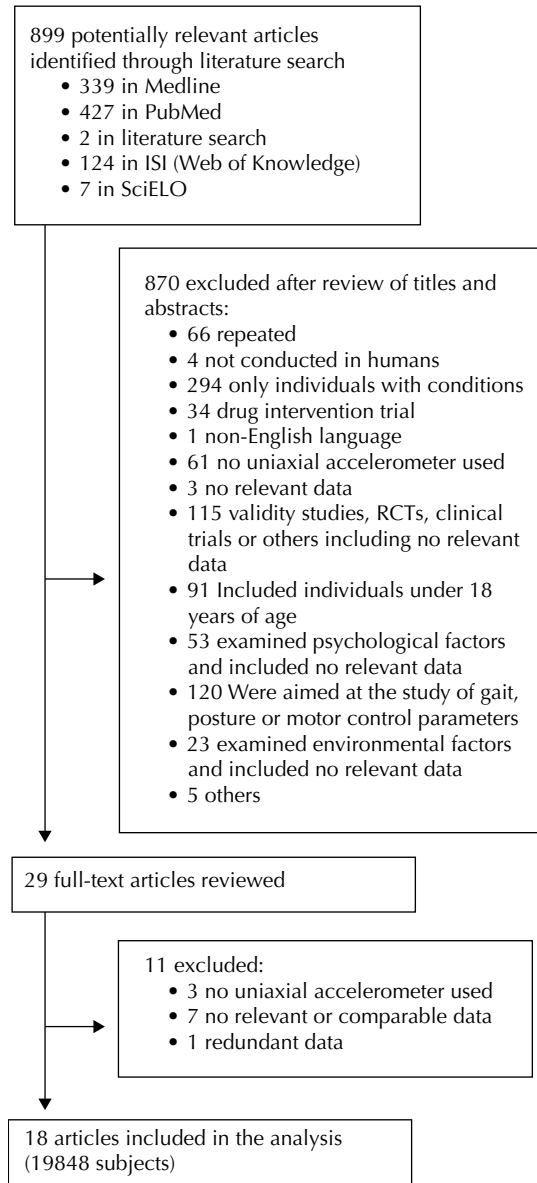 899 potentially relevant articles
identified through literature search
• 339 in Medline
• 427 in PubMed
• 2 in literature search
• 124 in ISI (Web of Knowledge)
• 7 in SciELO
870 excluded after review of titles and
abstracts:
• 66 repeated
• 4 not conducted in humans
• 294 only individuals with conditions
• 34 drug intervention trial
• 1 non-English language
• 61 no uniaxial accelerometer used
• 3 no relevant data
• 115 validity studies, RCTs, clinical
trials or others including no relevant
data
• 91 Included individuals under 18
years of age
• 53 examined psychological factors
and included no relevant data
• 120 Were aimed at the study of gait,
posture or motor control parameters
• 23 examined environmental factors
and included no relevant data
• 5 others
29 full-text articles reviewed
11 excluded:
• 3 no uniaxial accelerometer used
• 7 no relevant or comparable data
• 1 redundant data
18 articles included in the analysis
(19848 subjects)